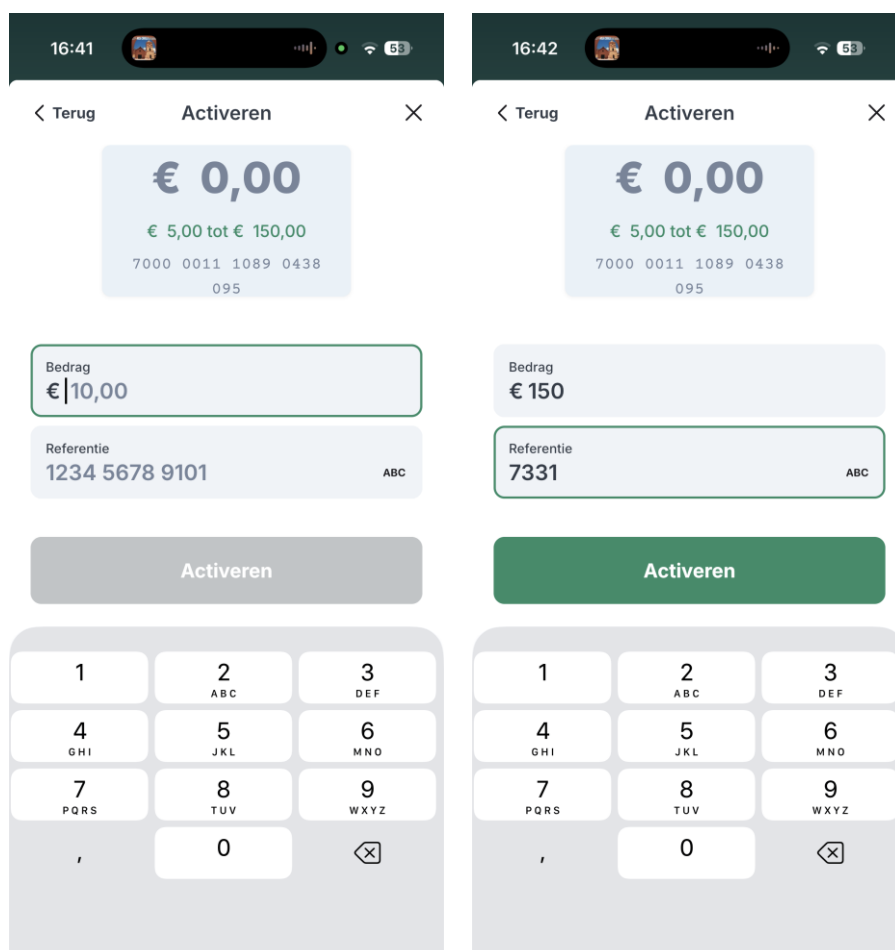 16:41
53
Terug
Activeren
€ 0,00
€ 5,00 tot € 150,00
7000 0011 1089 0438
095
Bedrag
€ 10,00
Referentie
1234 5678 9101
ABC
Activeren
1
2
ABC
3
DEF
4
GHI
5
JKL
6
MNO
7
PQRS
8
TUV
9
WXYZ
,
0
16:42
53
Terug
Activeren
€ 0,00
€ 5,00 tot € 150,00
7000 0011 1089 0438
095
Bedrag
€ 150
Referentie
7331
ABC
Activeren
1
2
ABC
3
DEF
4
GHI
5
JKL
6
MNO
7
PQRS
8
TUV
9
WXYZ
,
0